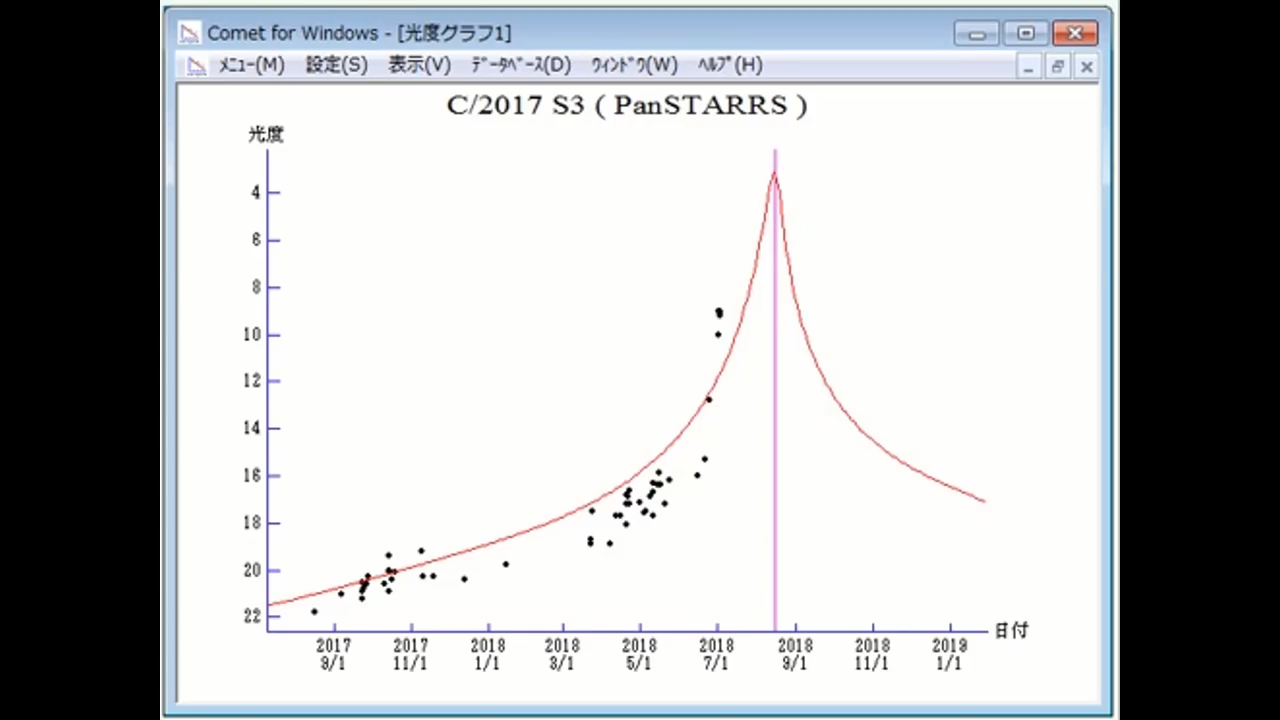 Comet for Windows - [光度グラフ1]
ﾒﾆｭｰ(M) 設定(S) 表示(V) ﾃﾞｰﾀﾍﾞｰｽ(D) ｳｨﾝﾄﾞｳ(W) ﾍﾙﾌﾟ(H)
C/2017 S3 ( PanSTARRS )
光度
4
6
8
10
12
14
16
18
20
22
日付
2017 2017 2018 2018 2018 2018 2018 2018 2019
9/1 11/1 1/1 3/1 5/1 7/1 9/1 11/1 1/1